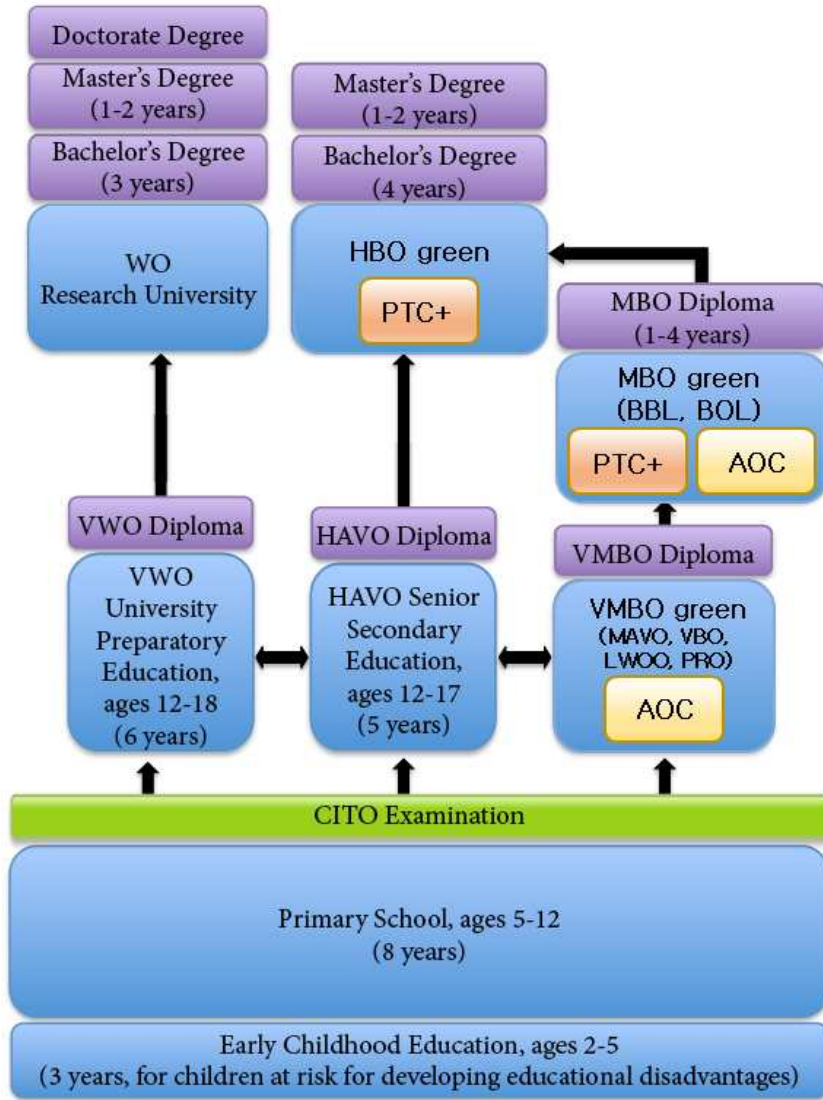 Doctorate Degree
Master's Degree
(1-2 years)
Bachelor's Degree
(3 years)
WO
Research University
Master's Degree
(1-2 years)
Bachelor's Degree
(4 years)
HBO green
PTC+
MBO Diploma
(1-4 years)
MBO green
(BBL, BOL)
PTC+
AOC
VWO Diploma
VWO
University
Preparatory
Education,
ages 12-18
(6 years)
HAVO Diploma
HAVO Senior
Secondary
Education,
ages 12-17
(5 years)
VMBO Diploma
VMBO green
(MAVO, VBO,
LWOO, PRO)
AOC
CITO Examination
Primary School, ages 5-12
(8 years)
Early Childhood Education, ages 2-5
(3 years, for children at risk for developing educational disadvantages)